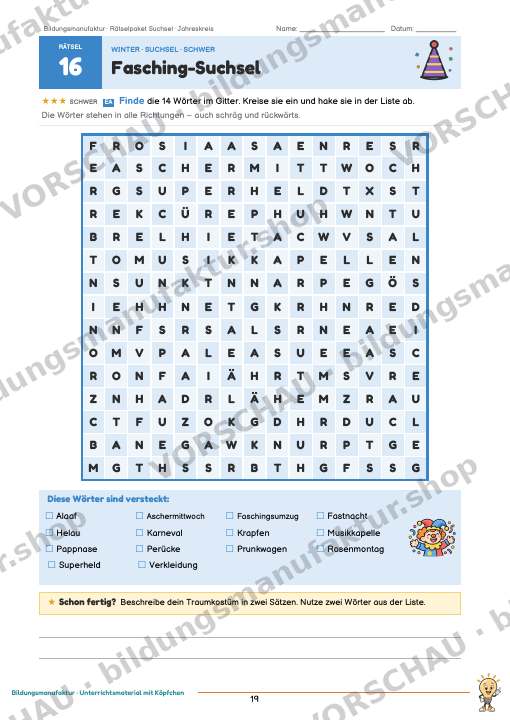 Bildungsmanufaktur · Rätselpaket Suchsel · Jahreskreis Name: Datum:
RÄTSEL
16
WINTER · SUCHSEL · SCHWER
Fasching-Suchsel
★★★ SCHWER EA Finde die 14 Wörter im Gitter. Kreise sie ein und hake sie in der Liste ab.
Die Wörter stehen in alle Richtungen – auch schräg und rückwärts.
F R O S I A A S A E N R E S R
E A S C H E R M I T T W O C H
R G S U P E R H E L D T X S T
R E K C Ü R E P H U H W N T U
B R E L H I E T A C W V S A L
T O M U S I K K A P E L L E N
N S U N K T N N A R P E G Ö S
I E H H N E T G K R H N R E D
N N F S R S A L S R N E A E I
O M V P A L E A S U E E A S C
R O N F A I Ä H R T M S V R E
Z N H A D R L Ä H E M Z R A U
C T F U Z O K G D H R D U C L
B A N E G A W K N U R P T G E
M G T H S S R B T H G F S S G
Diese Wörter sind versteckt:
☐ Alaaf ☐ Aschermittwoch ☐ Faschingsumzug ☐ Fastnacht
☐ Helau ☐ Karneval ☐ Krapfen ☐ Musikkapelle
☐ Pappnase ☐ Perücke ☐ Prunkwagen ☐ Rosenmontag
☐ Superheld ☐ Verkleidung
★ Schon fertig? Beschreibe dein Traumkostüm in zwei Sätzen. Nutze zwei Wörter aus der Liste.
Bildungsmanufaktur · Unterrichtsmaterial mit Köpfchen
19
VORSCHAU · bildungsmanufaktur.shop